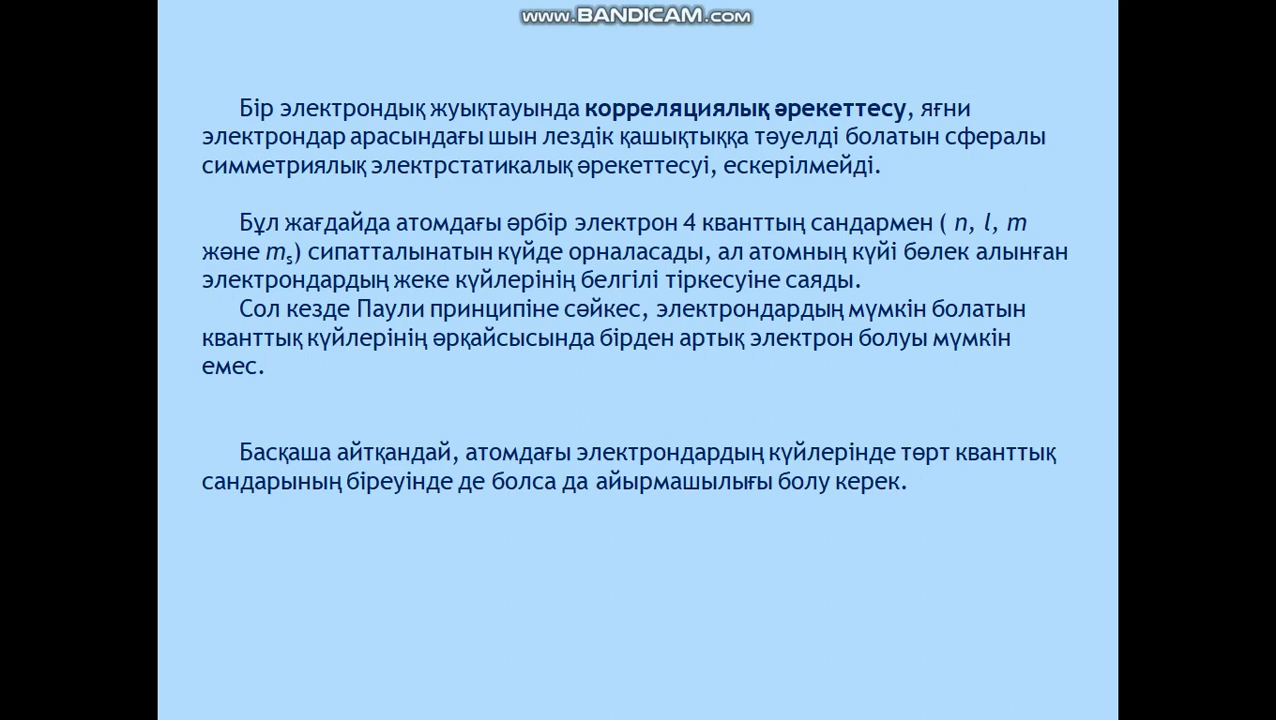 www.BANDICAM.com
Бір электрондық жуықтауында корреляциялық әрекеттесу, яғни
электрондар арасындағы шын лездік қашықтыққа тәуелді болатын сфералы
симметриялық электрстатикалық әрекеттесуі, ескерілмейді.
Бұл жағдайда атомдағы әрбір электрон 4 кванттың сандармен ( n, l, m
және ms) сипатталынатын күйде орналасады, ал атомның күйі бөлек алынған
электрондардың жеке күйлерінің белгілі тіркесуіне саяды.
Сол кезде Паули принципіне сәйкес, электрондардың мүмкін болатын
кванттық күйлерінің әрқайсысында бірден артық электрон болуы мүмкін
емес.
Басқаша айтқандай, атомдағы электрондардың күйлерінде төрт кванттық
сандарының біреуінде де болса да айырмашылығы болу керек.